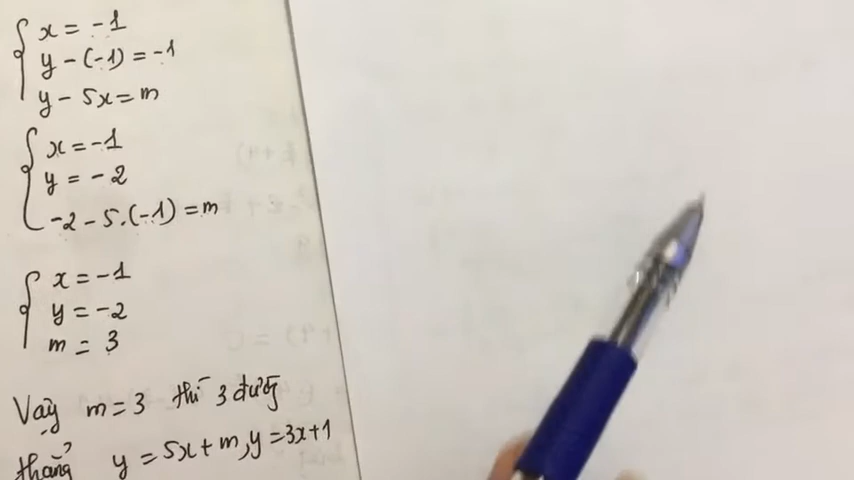 x = -1
y - (-1) = -1
y - 5x = m
x = -1
y = -2
-2 - 5.(-1) = m
x = -1
y = -2
m = 3
Vậy m = 3 thì 3 đường
thẳng y = 5x + m, y = 3x + 1